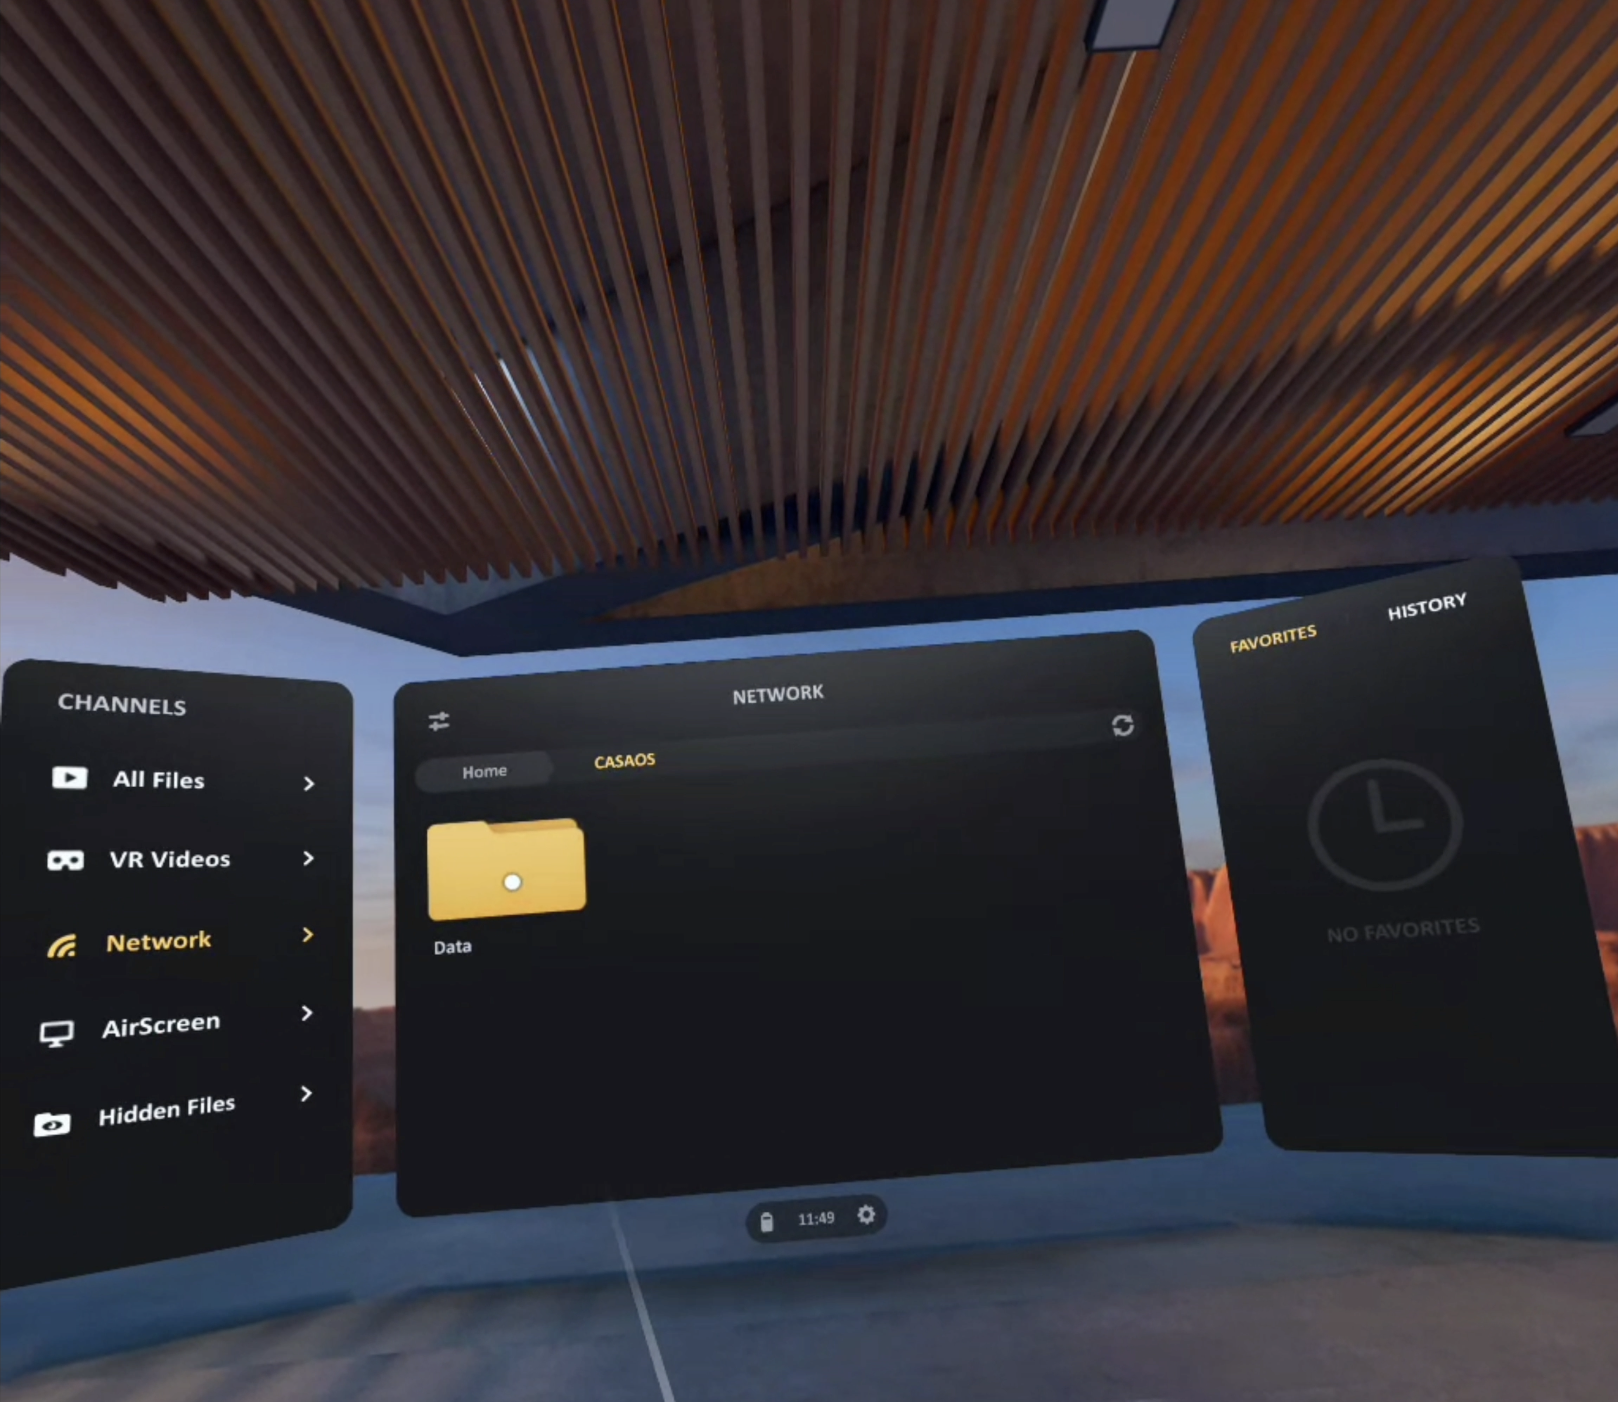 CHANNELS
All Files
VR Videos
Network
AirScreen
Hidden Files
NETWORK
Home
CASAOS
Data
11:49
FAVORITES
HISTORY
NO FAVORITES